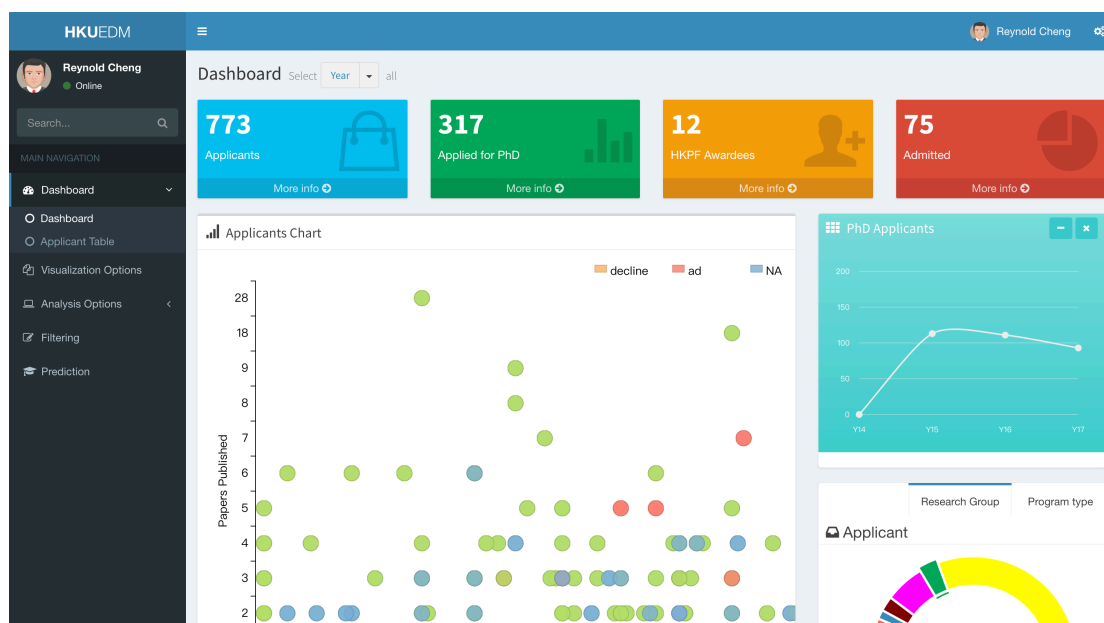 HKUEDM
Reynold Cheng
Reynold Cheng
Online
Search...
MAIN NAVIGATION
Dashboard
Dashboard
Applicant Table
Visualization Options
Analysis Options
Filtering
Prediction
Dashboard Select Year all
773
Applicants
More info
317
Applied for PhD
More info
12
HKPF Awardees
More info
75
Admitted
More info
Applicants Chart
decline ad NA
Papers Published
28
18
9
8
7
6
5
4
3
2
PhD Applicants
200
150
100
50
0
Y14 Y15 Y16 Y17
Research Group Program type
Applicant